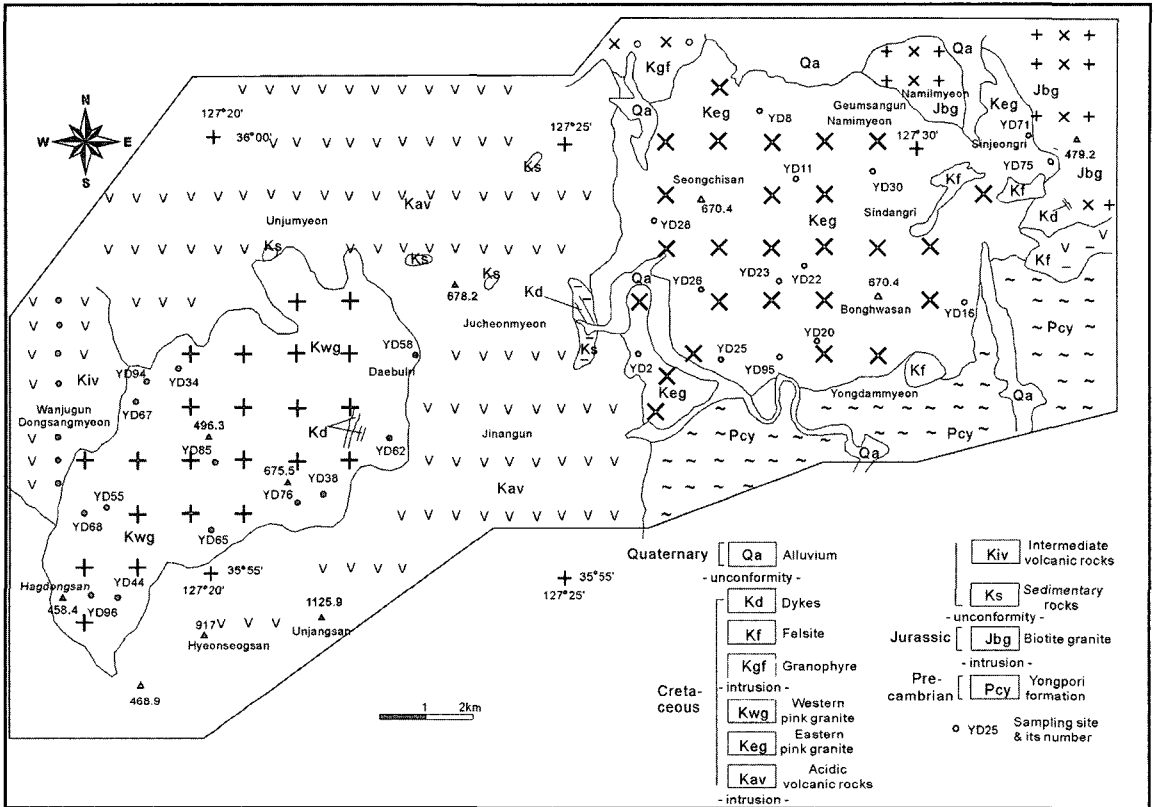 Kgf
Qa
Qa
Jbg
Namilmyeon
Jbg
Keg
Keg
YD8
Geumsangun
Namimyeon
YD71
127°20'
36°00'
127°25'
127°30'
Sinjeongri
479.2
Qa
N
W
E
S
Ks
Seongchisan
YD11
YD30
Kf
YD75
Kf
Jbg
670.4
Kav
Unjumyeon
Keg
Sindangri
Kd
YD28
Ks
Ks
Ks
Kf
YD23
YD22
Qa
YD26
670.4
678.2
Kd
Bonghwasan
YD16
Jucheonmyeon
Pcy
Kwg
YD58
Ks
YD20
Daebulri
Kiv
YD94
YD34
YD2
YD25
YD95
Kf
YD67
Keg
Yongdammyeon
Qa
Wanjugun
Dongsangmyeon
496.3
Kd
Jinangun
Pcy
YD85
YD62
Qa
675.5
YD38
Kav
YD76
YD55
YD68
YD65
Kwg
Hagdongsan
YD44
127°20'
35°55'
35°55'
127°25'
458.4
YD96
1125.9
917
Unjangsan
Hyeonseogsan
468.9
1 2km
Quaternary
Qa Alluvium
- unconformity-
Kd Dykes
Kf Felsite
Kgf Granophyre
Creta-
ceous
- intrusion-
Kwg Western
pink granite
Keg Eastern
pink granite
Kav Acidic
volcanic rocks
- intrusion -
Kiv Intermediate
volcanic rocks
Ks Sedimentary
rocks
- unconformity-
Jurassic
Jbg Biotite granite
- intrusion -
Pre-
cambrian
Pcy Yongpori
formation
YD25 Sampling site
& its number